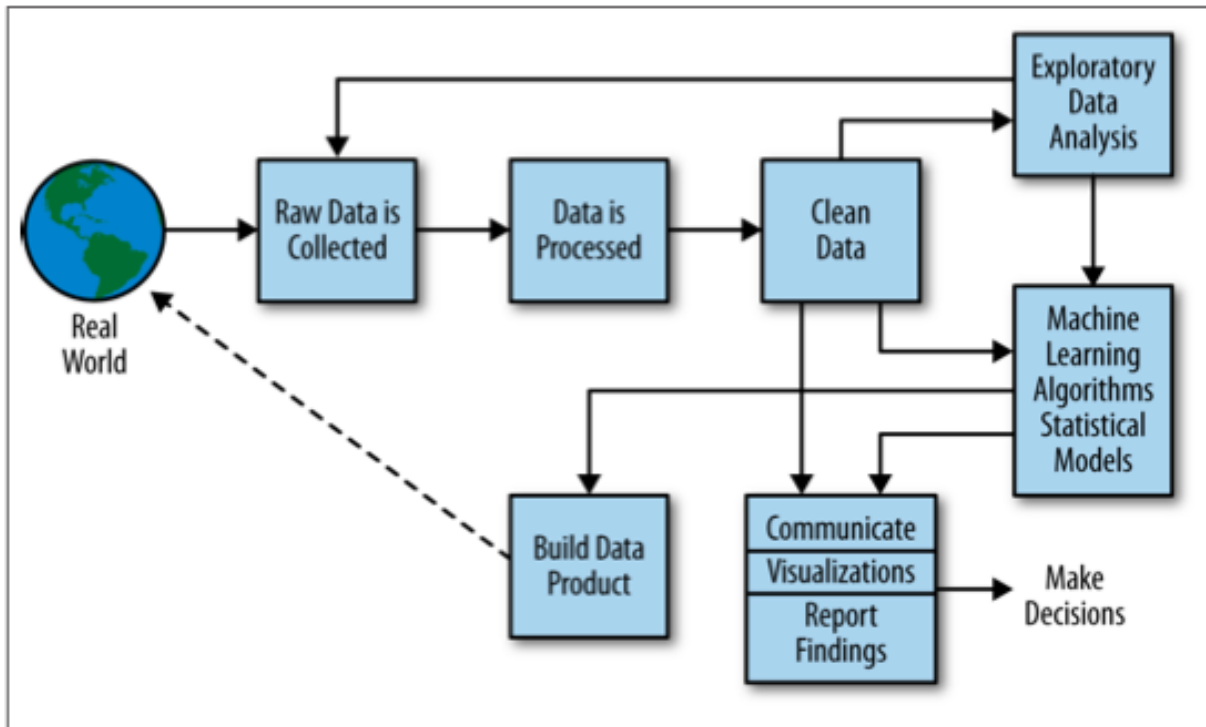 Exploratory
Data
Analysis
Raw Data is
Collected
Data is
Processed
Clean
Data
Real
World
Machine
Learning
Algorithms
Statistical
Models
Build Data
Product
Communicate
Visualizations
Report
Findings
Make
Decisions